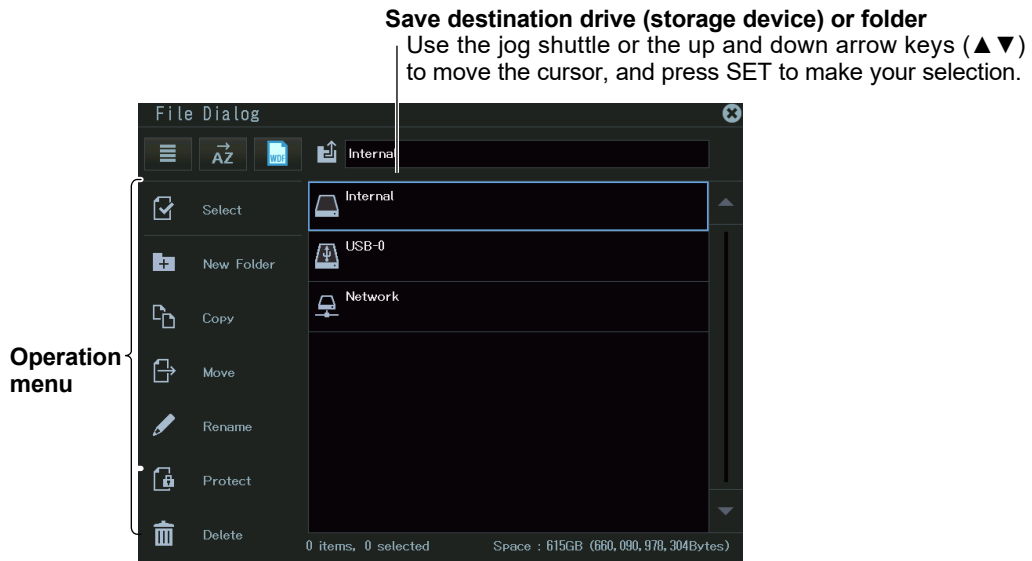 Save destination drive (storage device) or folder
Use the jog shuttle or the up and down arrow keys (▲▼)
to move the cursor, and press SET to make your selection.
File Dialog
AZ
WDF
Internal
Select
New Folder
Copy
Move
Rename
Protect
Delete
Internal
USB-0
Network
0 items, 0 selected
Space : 615GB (660,090,978,304Bytes)
Operation
menu